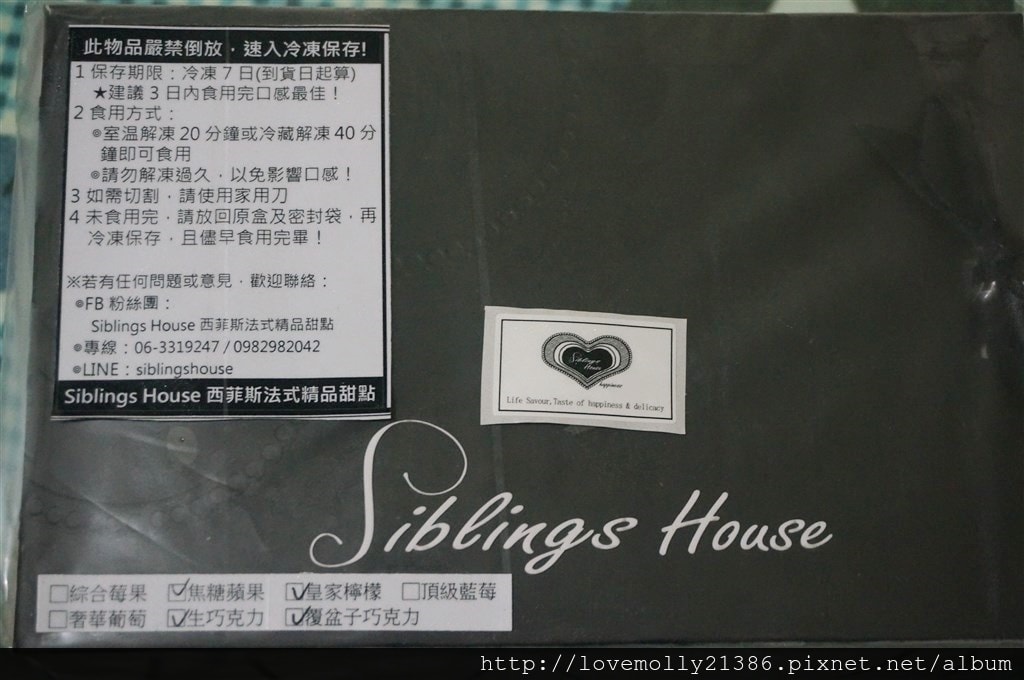 此物品嚴禁倒放，速入冷凍保存!
1 保存期限：冷凍 7 日(到貨日起算)
★建議 3 日內食用完口感最佳！
2 食用方式：
◎室溫解凍 20 分鐘或冷藏解凍 40 分
鐘即可食用
◎請勿解凍過久，以免影響口感！
3 如需切割，請使用家用刀
4 未食用完，請放回原盒及密封袋，再
冷凍保存，且儘早食用完畢！
※若有任何問題或意見，歡迎聯絡：
◎FB 粉絲團：
Siblings House 西菲斯法式精品甜點
◎專線：06-3319247 / 0982982042
◎LINE：siblingshouse
Siblings House 西菲斯法式精品甜點
Siblings
House
happiness
Life Savour,Taste of happiness & delicacy
Siblings House
□綜合莓果 ☑焦糖蘋果 ☑皇家檸檬 □頂級藍莓
□奢華葡萄 ☑生巧克力 ☑覆盆子巧克力
http://lovemolly21386.pixnet.net/album